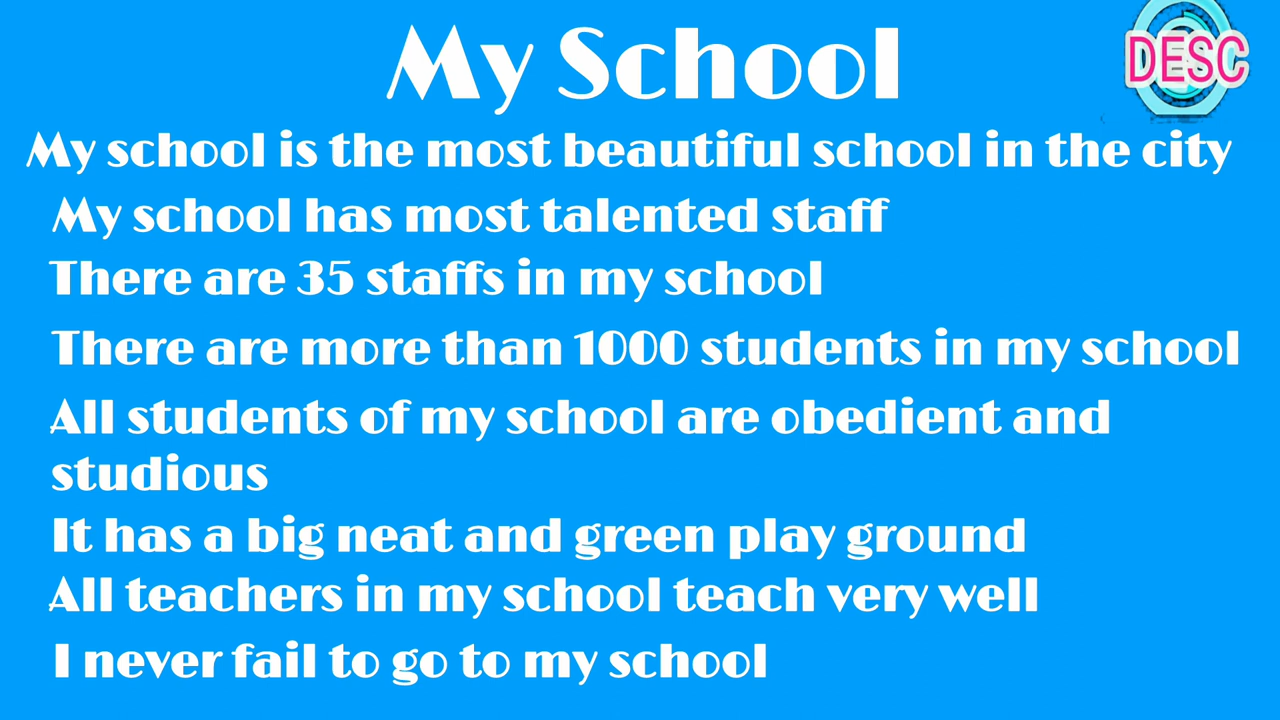 My School
DESC
My school is the most beautiful school in the city
My school has most talented staff
There are 35 staffs in my school
There are more than 1000 students in my school
All students of my school are obedient and
studious
It has a big neat and green play ground
All teachers in my school teach very well
I never fail to go to my school